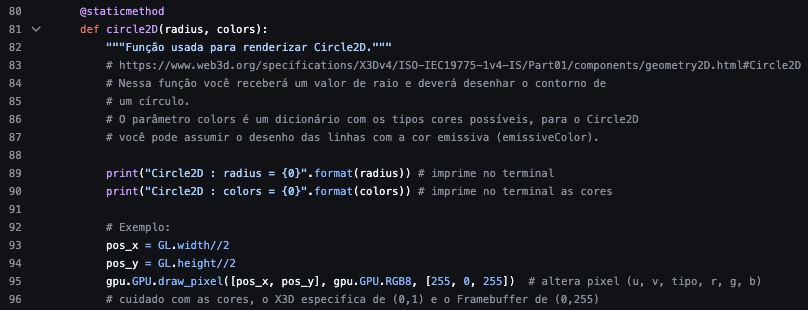 80 @staticmethod
81 def circle2D(radius, colors):
82 """Função usada para renderizar Circle2D."""
83 # https://www.web3d.org/specifications/X3Dv4/ISO-IEC19775-1v4-IS/Part01/components/geometry2D.html#Circle2D
84 # Nessa função você receberá um valor de raio e deverá desenhar o contorno de
85 # um círculo.
86 # O parâmetro colors é um dicionário com os tipos cores possíveis, para o Circle2D
87 # você pode assumir o desenho das linhas com a cor emissiva (emissiveColor).
88
89 print("Circle2D : radius = {0}".format(radius)) # imprime no terminal
90 print("Circle2D : colors = {0}".format(colors)) # imprime no terminal as cores
91
92 # Exemplo:
93 pos_x = GL.width//2
94 pos_y = GL.height//2
95 gpu.GPU.draw_pixel([pos_x, pos_y], gpu.GPU.RGB8, [255, 0, 255])  # altera pixel (u, v, tipo, r, g, b)
96 # cuidado com as cores, o X3D especifica de (0,1) e o Framebuffer de (0,255)